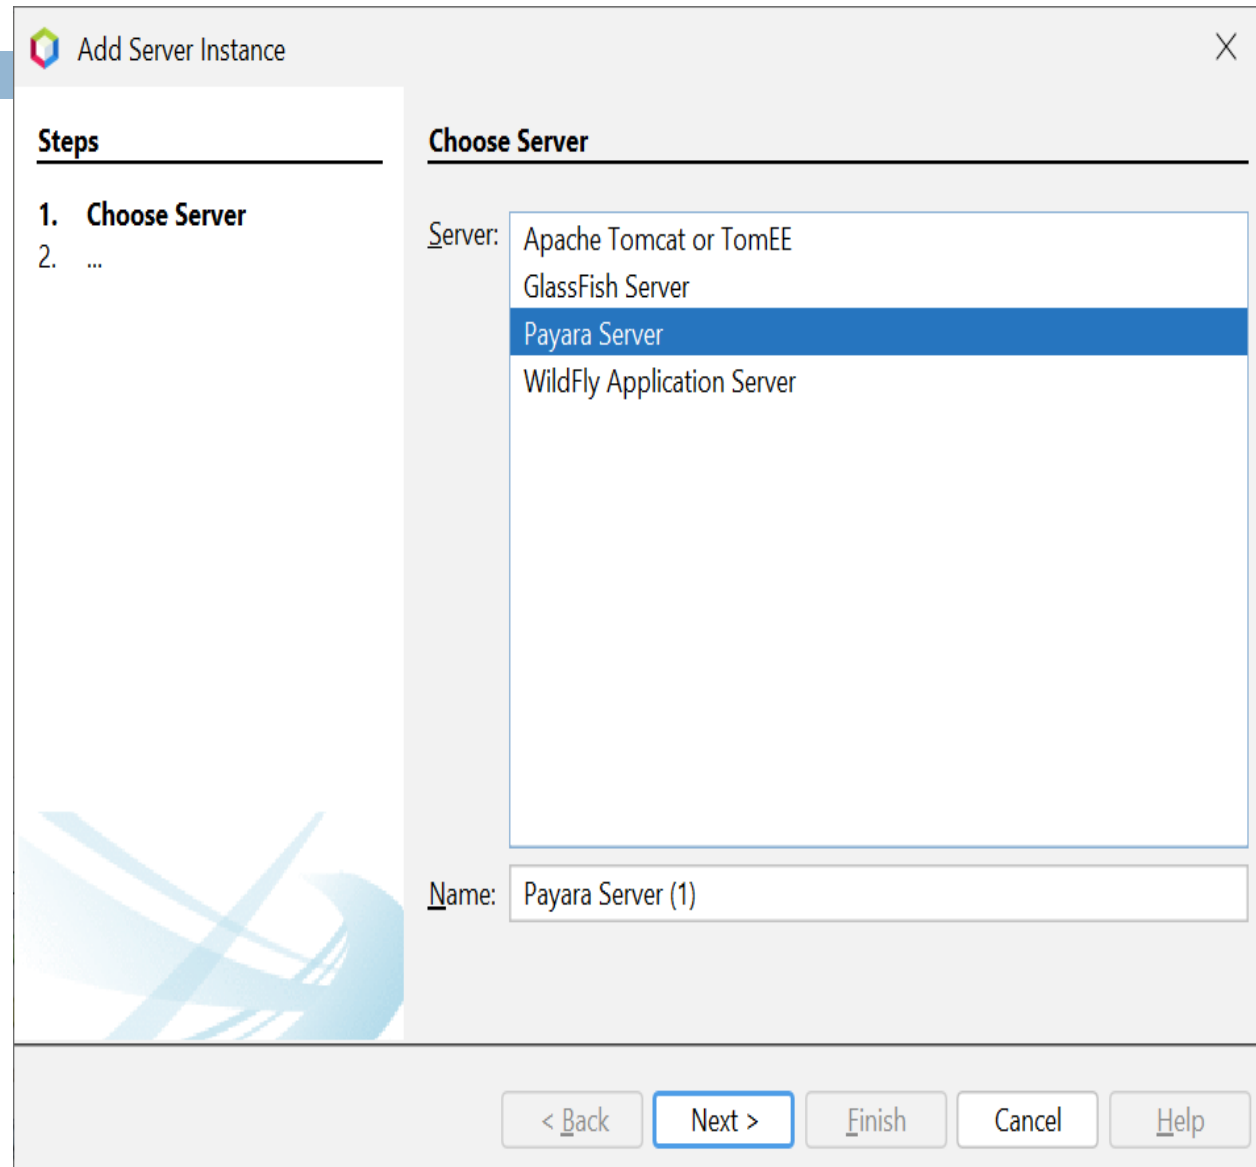 Add Server Instance
Steps
1. Choose Server
2. ...
Choose Server
Server:
Apache Tomcat or TomEE
GlassFish Server
Payara Server
WildFly Application Server
Name: Payara Server (1)
< Back Next > Finish Cancel Help